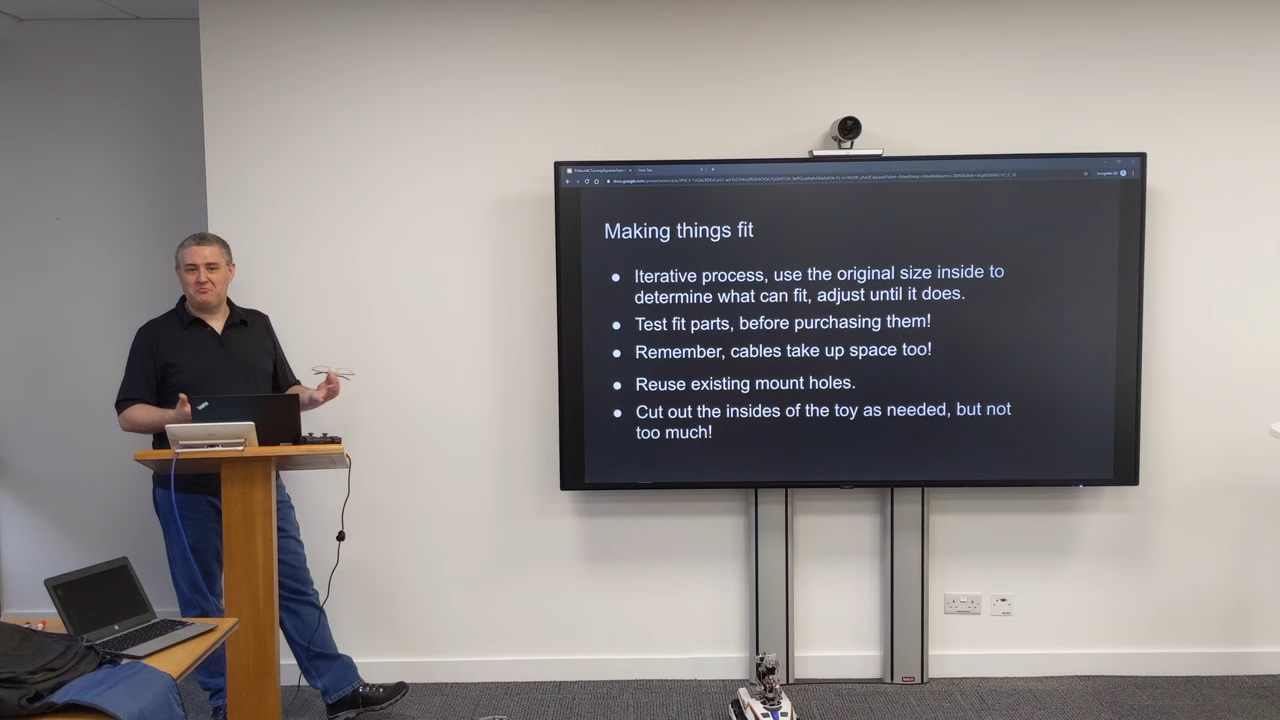 New Tab
Making things fit
● Iterative process, use the original size inside to
determine what can fit, adjust until it does.
● Test fit parts, before purchasing them!
● Remember, cables take up space too!
● Reuse existing mount holes.
● Cut out the insides of the toy as needed, but not
too much!